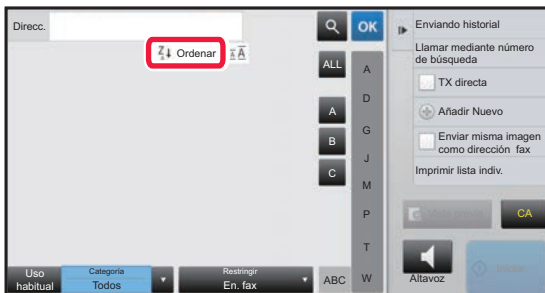 Direcc.
OK
Ordenar
ALL
A
B
C
A
D
G
J
M
P
T
W
ABC
Uso
habitual
Categoría
Todos
Restringir
En. fax
Enviando historial
Llamar mediante número
de búsqueda
TX directa
Añadir Nuevo
Enviar misma imagen
como dirección fax
Imprimir lista indiv.
CA
Altavoz
Iniciar